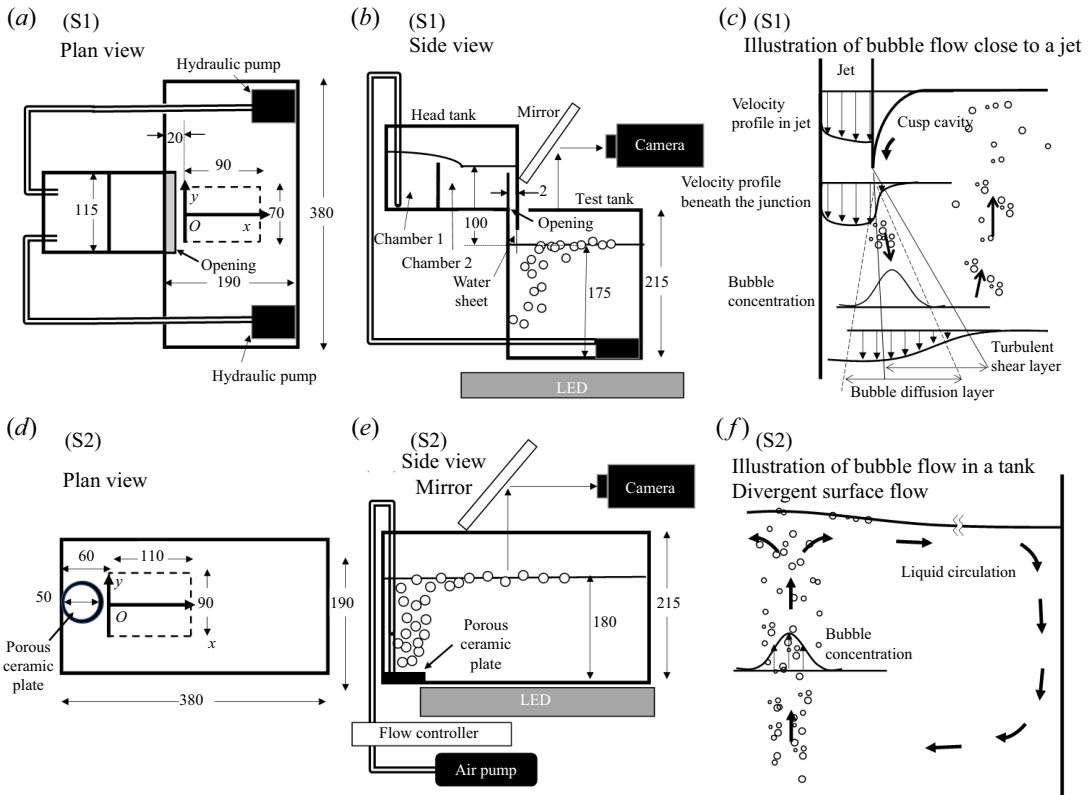 (a) (S1)
Plan view
Hydraulic pump
20
90
115
y
70
380
O
x
Opening
190
Hydraulic pump
(b) (S1)
Side view
Mirror
Head tank
Camera
2
Test tank
100
Opening
Chamber 1
Chamber 2
Water
sheet
175
215
LED
(c) (S1)
Illustration of bubble flow close to a jet
Jet
Velocity
profile in jet
Cusp cavity
Velocity profile
beneath the junction
Bubble
concentration
Turbulent
shear layer
Bubble diffusion layer
(d) (S2)
Plan view
60
110
y
50
90
190
O
x
Porous
ceramic
plate
380
(e) (S2)
Side view
Mirror
Camera
Porous
ceramic
plate
180
215
LED
Flow controller
Air pump
(f) (S2)
Illustration of bubble flow in a tank
Divergent surface flow
Liquid circulation
Bubble
concentration